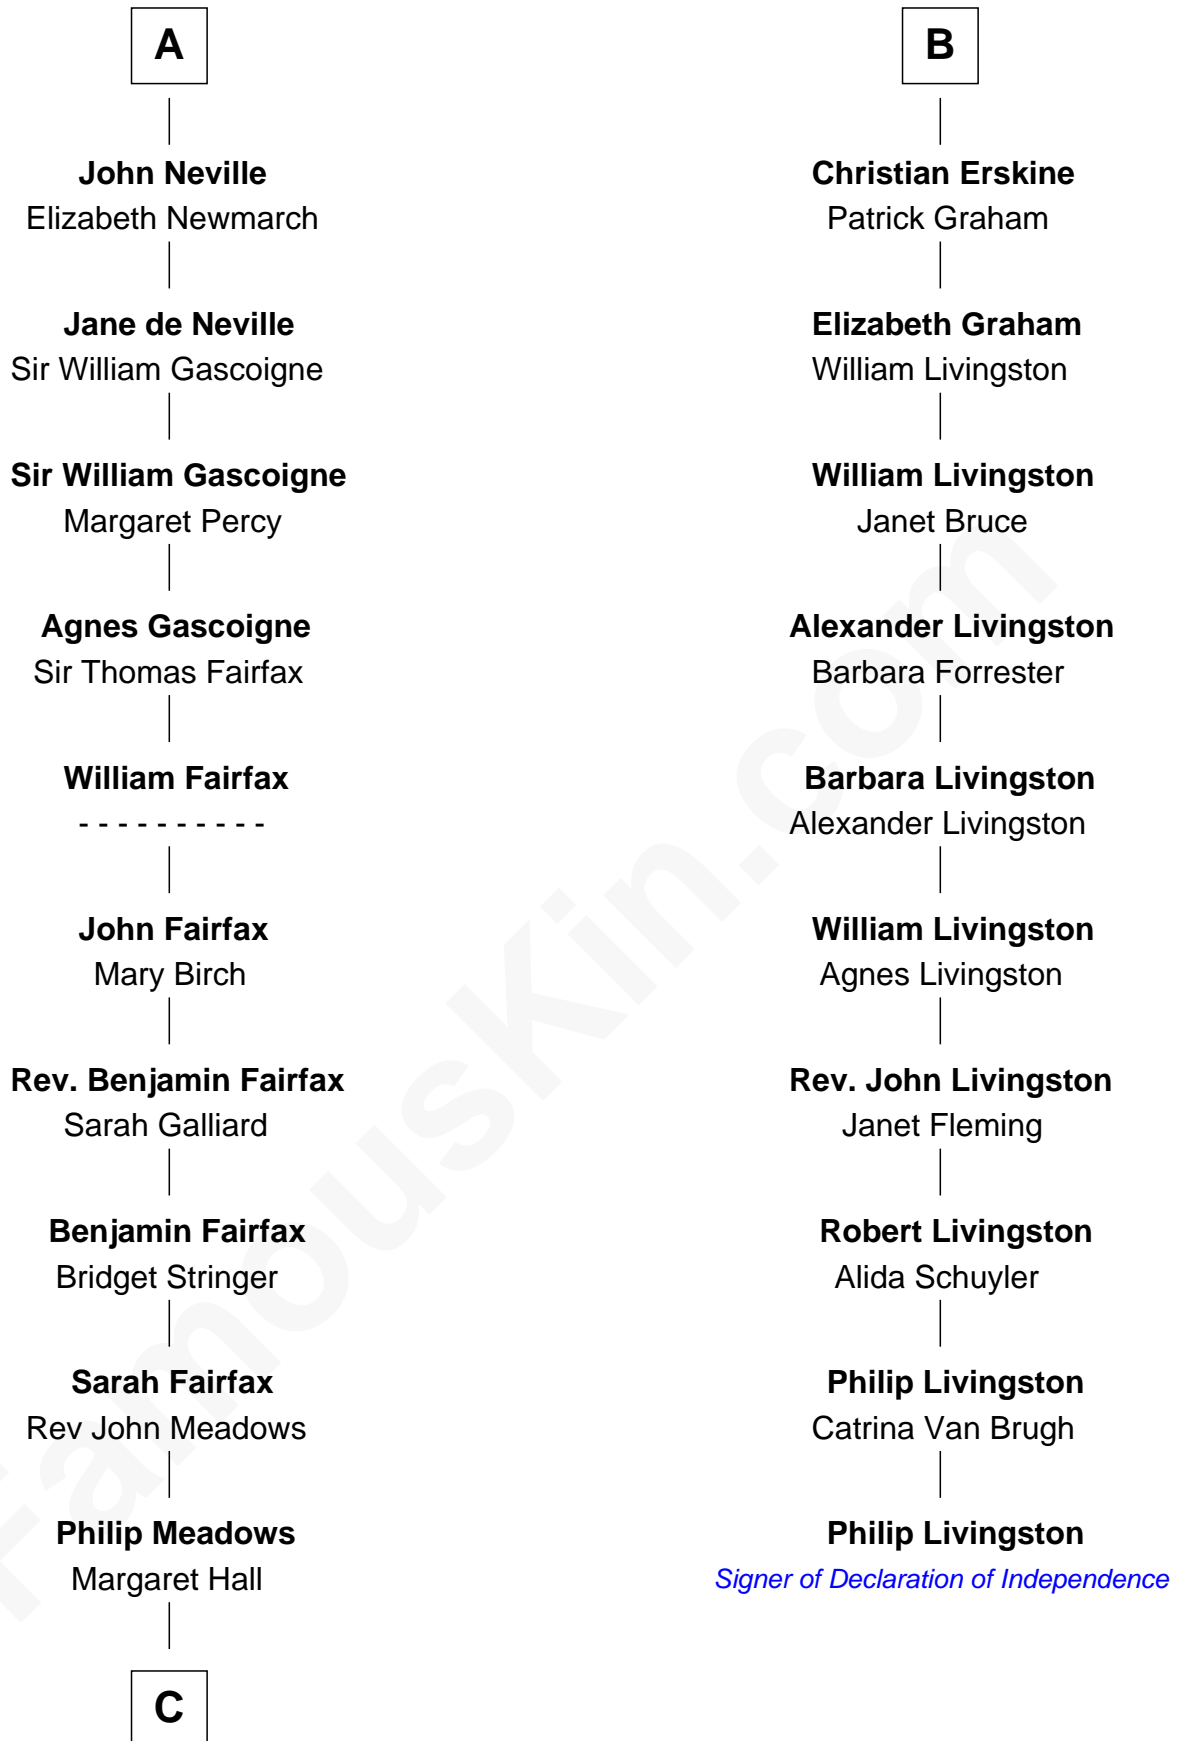 A
John Neville
Elizabeth Newmarch
Jane de Neville
Sir William Gascoigne
Sir William Gascoigne
Margaret Percy
Agnes Gascoigne
Sir Thomas Fairfax
William Fairfax
- - - - - - - - - -
John Fairfax
Mary Birch
Rev. Benjamin Fairfax
Sarah Galliard
Benjamin Fairfax
Bridget Stringer
Sarah Fairfax
Rev John Meadows
Philip Meadows
Margaret Hall
C
B
Christian Erskine
Patrick Graham
Elizabeth Graham
William Livingston
William Livingston
Janet Bruce
Alexander Livingston
Barbara Forrester
Barbara Livingston
Alexander Livingston
William Livingston
Agnes Livingston
Rev. John Livingston
Janet Fleming
Robert Livingston
Alida Schuyler
Philip Livingston
Catrina Van Brugh
Philip Livingston
Signer of Declaration of Independence
FamousKin.com